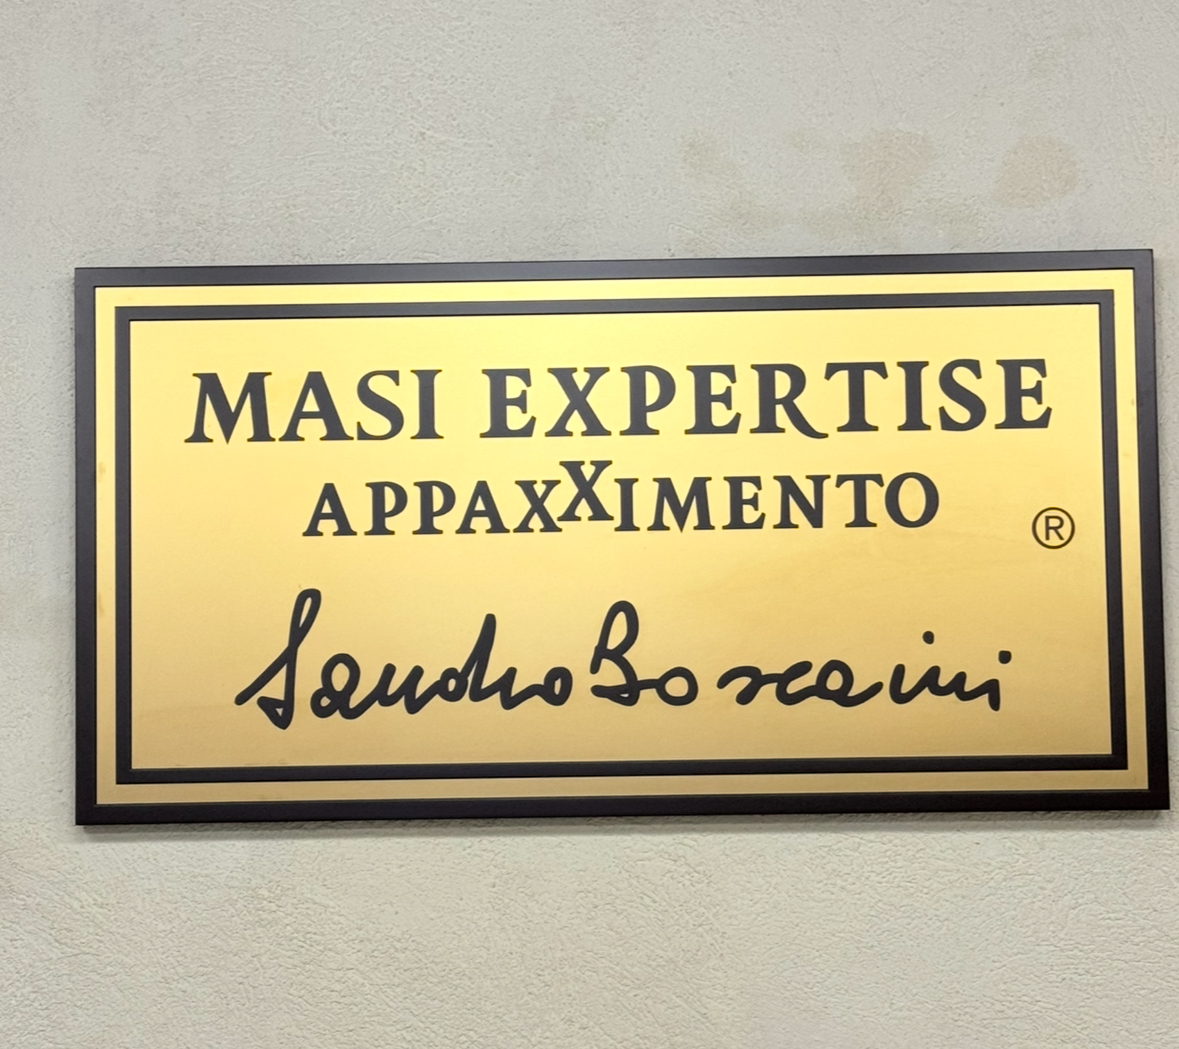 MASI EXPERTISE
APPAXXIMENTO
®
Sandro Boscaini